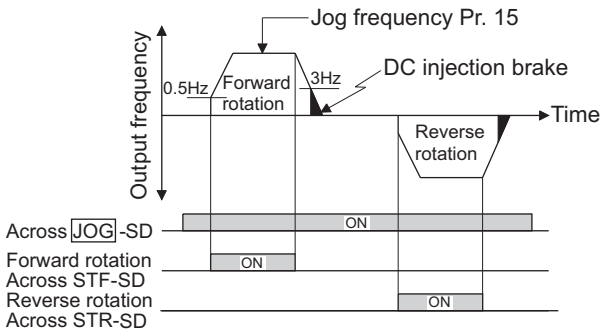 Jog frequency Pr. 15
Output frequency
0.5Hz
Forward
rotation
3Hz
DC injection brake
Time
Reverse
rotation
Across JOG -SD
ON
Forward rotation
Across STF-SD
ON
Reverse rotation
Across STR-SD
ON